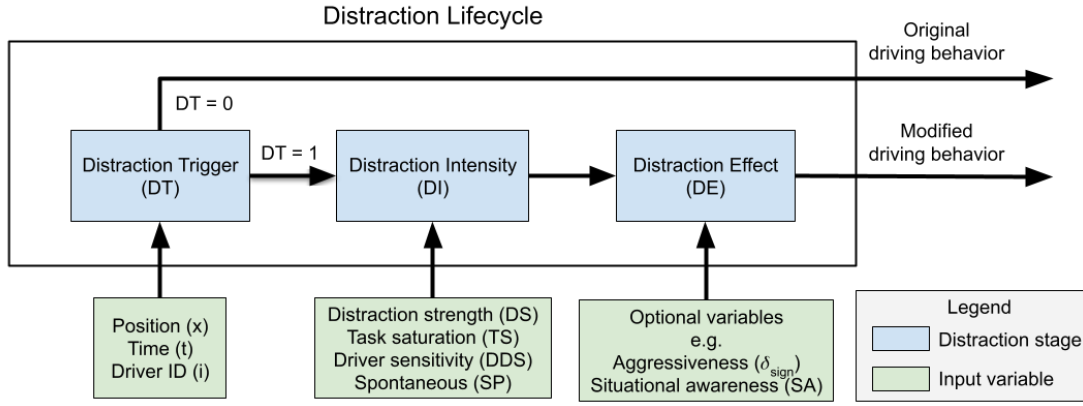 Distraction Lifecycle
Original
driving behavior
DT = 0
Modified
driving behavior
Distraction Trigger
(DT)
DT = 1
Distraction Intensity
(DI)
Distraction Effect
(DE)
Position (x)
Time (t)
Driver ID (i)
Distraction strength (DS)
Task saturation (TS)
Driver sensitivity (DDS)
Spontaneous (SP)
Optional variables
e.g.
Aggressiveness (δsign)
Situational awareness (SA)
Legend
Distraction stage
Input variable